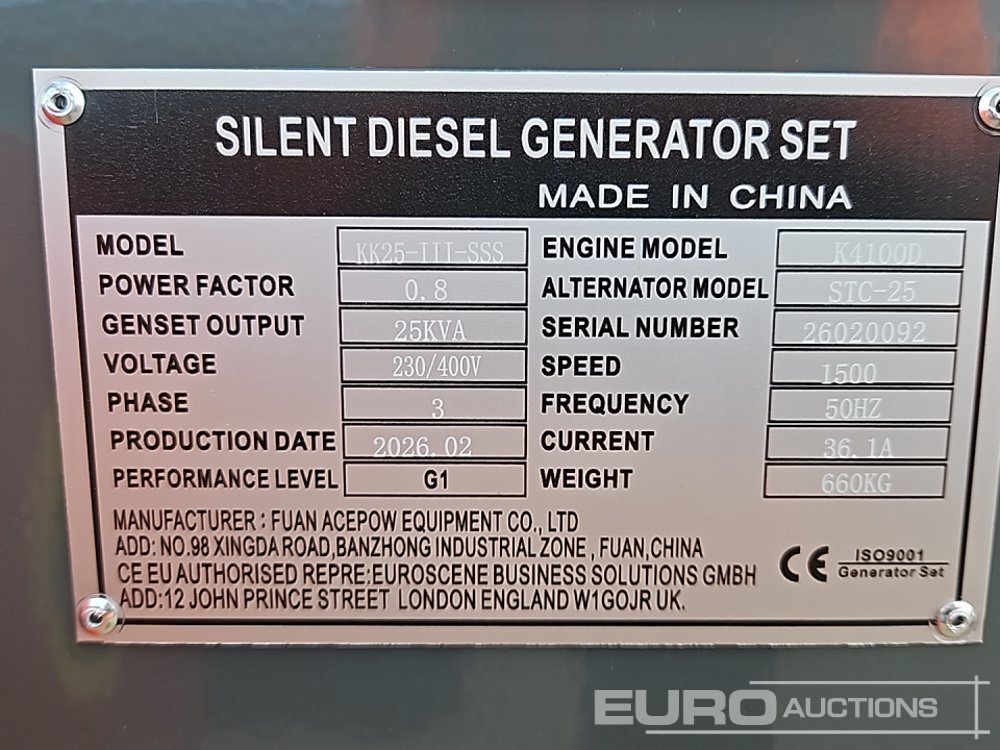 SILENT DIESEL GENERATOR SET
MADE IN CHINA
MODEL KK25-III-SSS ENGINE MODEL K4100D
POWER FACTOR 0.8 ALTERNATOR MODEL STC-25
GENSET OUTPUT 25KVA SERIAL NUMBER 26020092
VOLTAGE 230/400V SPEED 1500
PHASE 3 FREQUENCY 50HZ
PRODUCTION DATE 2026.02 CURRENT 36.1A
PERFORMANCE LEVEL G1 WEIGHT 660KG
MANUFACTURER : FUAN ACEPOW EQUIPMENT CO., LTD
ADD: NO.98 XINGDA ROAD,BANZHONG INDUSTRIAL ZONE , FUAN,CHINA
CE EU AUTHORISED REPRE:EUROSCENE BUSINESS SOLUTIONS GMBH
ADD:12 JOHN PRINCE STREET LONDON ENGLAND W1GOJR UK.
CE ISO9001
Generator Set
EURO AUCTIONS